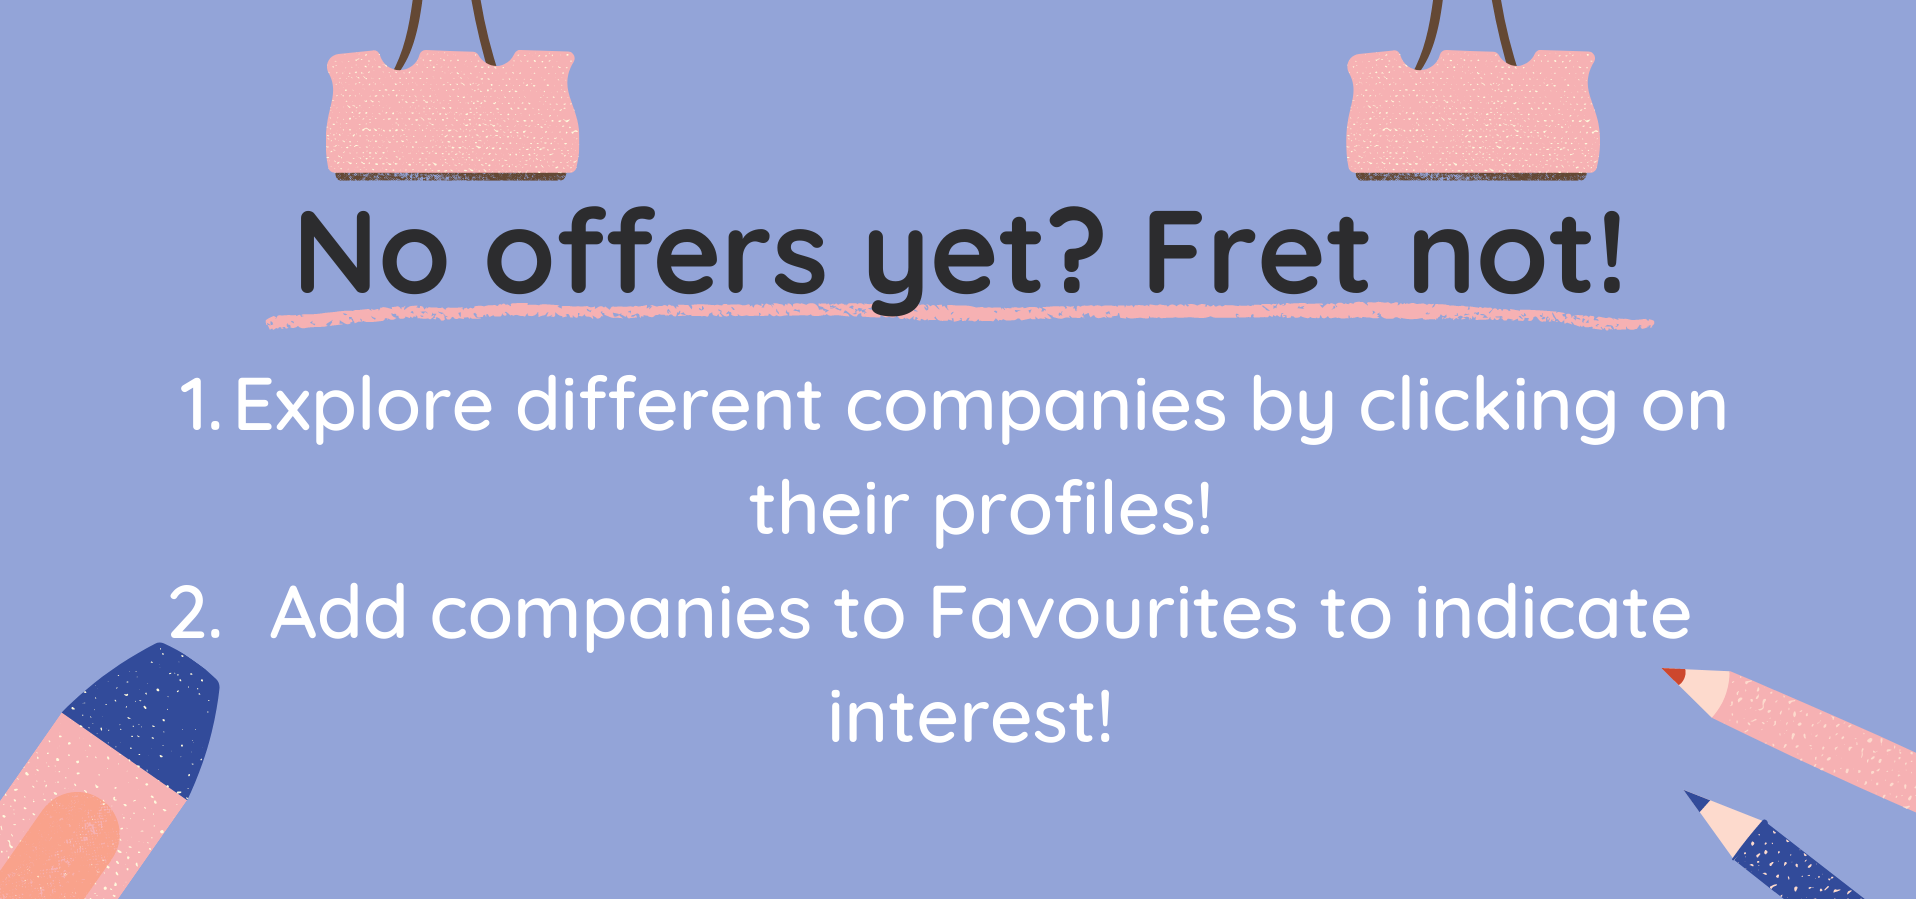 No offers yet? Fret not!
1. Explore different companies by clicking on
their profiles!
2. Add companies to Favourites to indicate
interest!